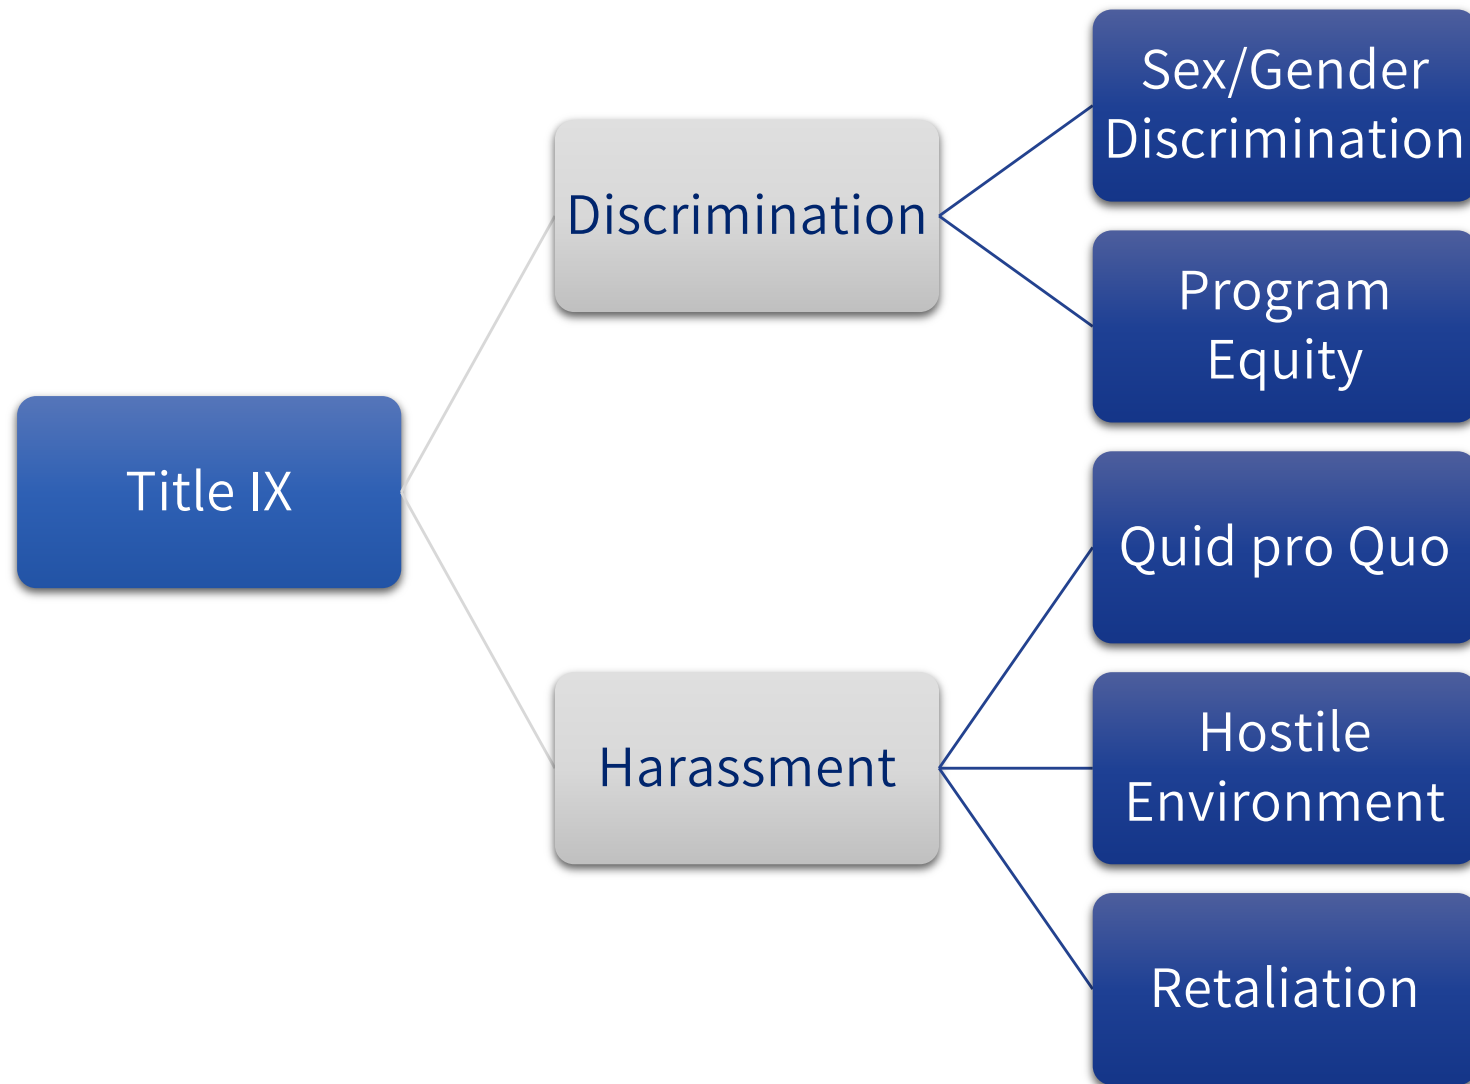 Title IX
Discrimination
Sex/Gender
Discrimination
Program
Equity
Harassment
Quid pro Quo
Hostile
Environment
Retaliation